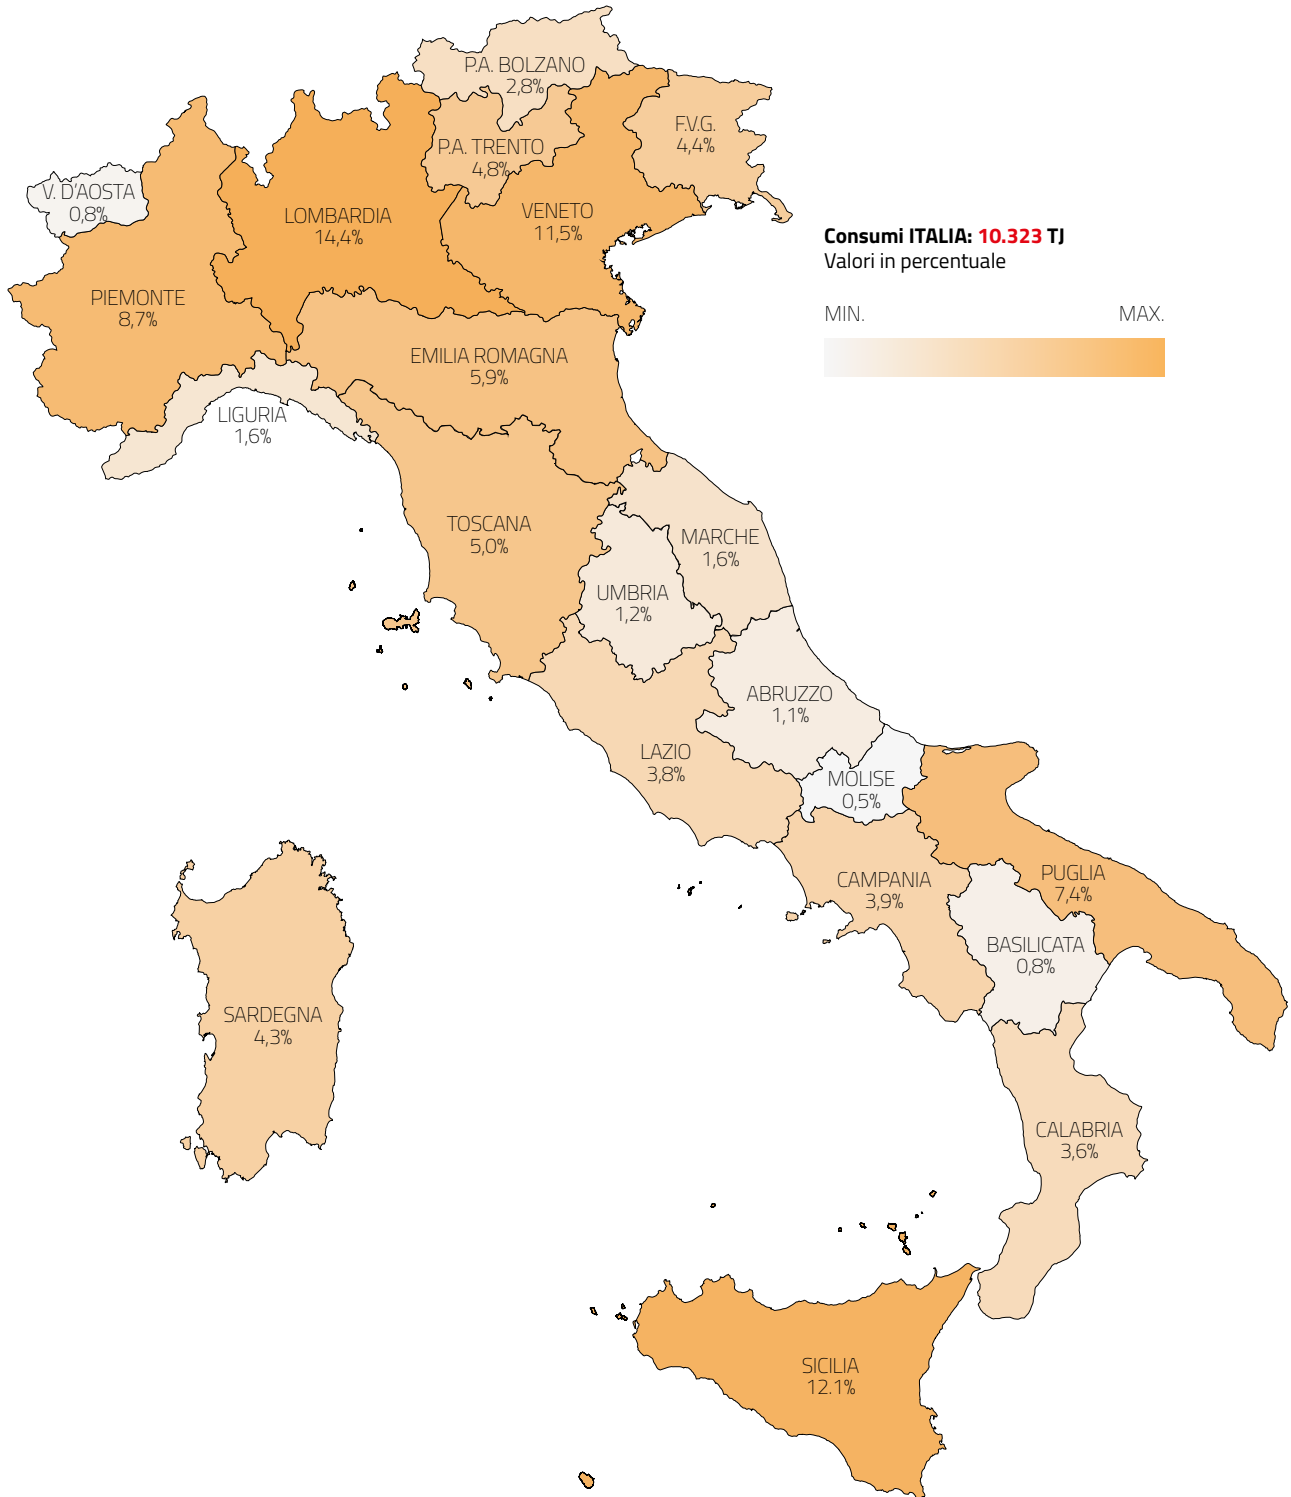 P.A. BOLZANO
2,8%
F.V.G.
4,4%
P.A. TRENTO
4,8%
V. D'AOSTA
0,8%
LOMBARDIA
14,4%
VENETO
11,5%
Consumi ITALIA: 10.323 TJ
Valori in percentuale
MIN. MAX.
PIEMONTE
8,7%
EMILIA ROMAGNA
5,9%
LIGURIA
1,6%
TOSCANA
5,0%
MARCHE
1,6%
UMBRIA
1,2%
ABRUZZO
1,1%
LAZIO
3,8%
MOLISE
0,5%
CAMPANIA
3,9%
PUGLIA
7,4%
BASILICATA
0,8%
SARDEGNA
4,3%
CALABRIA
3,6%
SICILIA
12.1%